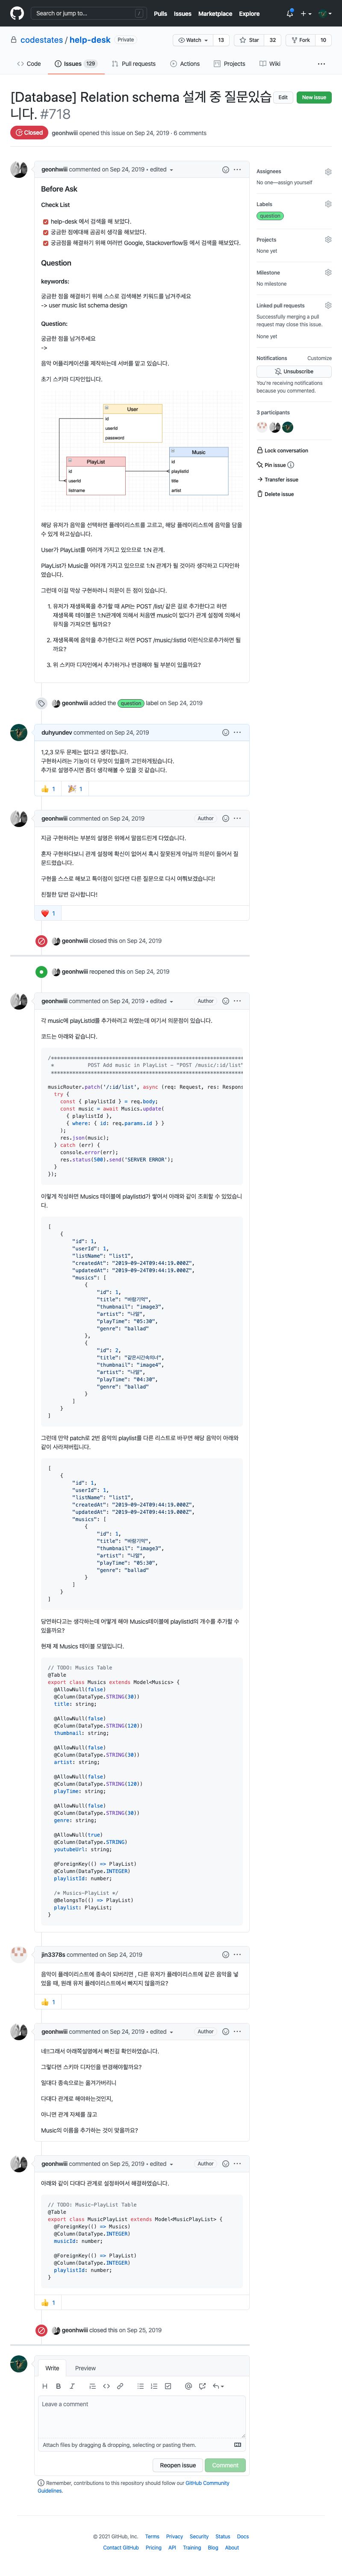 Search or jump to...
/
Pulls Issues Marketplace Explore
codestates / help-desk Private
Watch 13 Star 32 Fork 10
Code Issues 129 Pull requests Actions Projects Wiki
[Database] Relation schema 설계 중 질문있습니다. #718
Edit New issue
Closed geonhwiii opened this issue on Sep 24, 2019 · 6 comments
geonhwiii commented on Sep 24, 2019 • edited
Before Ask
Check List
help-desk 에서 검색을 해 보았다.
궁금한 점에대해 곰곰히 생각을 해보았다.
궁금점을 해결하기 위해 여러번 Google, Stackoverflow등 에서 검색을 해보았다.
Question
keywords:
궁금한 점을 해결하기 위해 스스로 검색해본 키워드를 남겨주세요
-> user music list schema design
Question:
궁금한 점을 남겨주세요
->
음악 어플리케이션을 제작하는데 서버를 맡고 있습니다.
초기 스키마 디자인입니다.
User
id
userId
password
PlayList
id
userId
listname
Music
id
playlistId
title
artist
해당 유저가 음악을 선택하면 플레이리스트를 고르고, 해당 플레이리스트에 음악을 담을
수 있게 하고싶습니다.
User가 PlayList를 여러개 가지고 있으므로 1:N 관계,
PlayList가 Music을 여러개 가지고 있으므로 1:N 관계가 될 것이라 생각하고 디자인하
였습니다.
그런데 이걸 막상 구현하려니 의문이 든 점이 있습니다.
1. 유저가 재생목록을 추가할 때 API는 POST /list/ 같은 걸로 추가한다고 하면
재생목록 테이블은 1:N관계에 의해서 처음엔 music이 없다가 관계 설정에 의해서
뮤직을 가져오면 될까요?
2. 재생목록에 음악을 추가한다고 하면 POST /music/:listId 이런식으로추가하면 될
까요?
3. 위 스키마 디자인에서 추가하거나 변경해야 될 부분이 있을까요?
geonhwiii added the question label on Sep 24, 2019
duhyundev commented on Sep 24, 2019
1,2,3 모두 문제는 없다고 생각합니다.
구현하시려는 기능이 더 무엇이 있을까 고민하게됬습니다.
추가로 설명주시면 좀더 생각해볼 수 있을 것 같습니다.
👍 1 🎉 1
geonhwiii commented on Sep 24, 2019 Author
지금 구현하려는 부분의 설명은 위에서 말씀드린게 다였습니다.
혼자 구현하다보니 관계 설정에 확신이 없어서 혹시 잘못된게 아닐까 의문이 들어서 질
문드렸습니다.
구현을 스스로 해보고 특이점이 있다면 다른 질문으로 다시 여쭤보겠습니다!
친절한 답변 감사합니다!
❤️ 1
geonhwiii closed this on Sep 24, 2019
geonhwiii reopened this on Sep 24, 2019
geonhwiii commented on Sep 24, 2019 • edited Author
각 music에 playListId를 추가하려고 하였는데 여기서 의문점이 있습니다.
코드는 아래와 같습니다.
* POST Add music in PlayList - "POST /music/:id/list"
musicRouter.patch('/:id/list', async (req: Request, res: Respons
try {
const { playlistId } = req.body;
const music = await Musics.update(
{ playlistId },
{ where: { id: req.params.id } }
);
res.json(music);
} catch (err) {
console.error(err);
res.status(500).send('SERVER ERROR');
}
});
이렇게 작성하면 Musics 테이블에 playlistId가 쌓여서 아래와 같이 조회할 수 있었습니
다.
[
{
"id": 1,
"userId": 1,
"listName": "list1",
"createdAt": "2019-09-24T09:44:19.000Z",
"updatedAt": "2019-09-24T09:44:19.000Z",
"musics": [
{
"id": 1,
"title": "바람기억",
"thumbnail": "image3",
"artist": "나얼",
"playTime": "05:30",
"genre": "ballad"
},
{
"id": 2,
"title": "같은시간속의너",
"thumbnail": "image4",
"artist": "나얼",
"playTime": "04:30",
"genre": "ballad"
}
]
}
]
그런데 만약 patch로 2번 음악의 playlist를 다른 리스트로 바꾸면 해당 음악이 아래와
같이 사라져버립니다.
[
{
"id": 1,
"userId": 1,
"listName": "list1",
"createdAt": "2019-09-24T09:44:19.000Z",
"updatedAt": "2019-09-24T09:44:19.000Z",
"musics": [
{
"id": 1,
"title": "바람기억",
"thumbnail": "image3",
"artist": "나얼",
"playTime": "05:30",
"genre": "ballad"
}
]
}
]
당연하다고는 생각하는데 어떻게 해야 Musics테이블에 playlistId의 개수를 추가할 수
있을까요?
현재 제 Musics 테이블 모델입니다.
// TODO: Musics Table
@Table
export class Musics extends Model<Musics> {
@AllowNull(false)
@Column(DataType.STRING(30))
title: string;
@AllowNull(false)
@Column(DataType.STRING(120))
thumbnail: string;
@AllowNull(false)
@Column(DataType.STRING(30))
artist: string;
@AllowNull(false)
@Column(DataType.STRING(120))
playTime: string;
@AllowNull(false)
@Column(DataType.STRING(30))
genre: string;
@AllowNull(true)
@Column(DataType.STRING)
youtubeUrl: string;
@ForeignKey(() => PlayList)
@Column(DataType.INTEGER)
playlistId: number;
/* Musics-PlayList */
@BelongsTo(() => PlayList)
playlist: PlayList;
}
jin3378s commented on Sep 24, 2019
음악이 플레이리스트에 종속이 되버리면 , 다른 유저가 플레이리스트에 같은 음악을 넣
었을 때, 원래 유저 플레이리스트에서 빠지지 않을까요?
👍 1
geonhwiii commented on Sep 24, 2019 • edited Author
네!!그래서 아래쪽설명에서 빠진걸 확인하였습니다.
그렇다면 스키마 디자인을 변경해야할까요?
일대다 종속으로는 옮겨가버리니
다대다 관계로 해야하는것인지,
아니면 관계 자체를 끊고
Music의 이름을 추가하는 것이 맞을까요?
geonhwiii commented on Sep 25, 2019 • edited Author
아래와 같이 다대다 관계로 설정하여서 해결하였습니다.
// TODO: Music-PlayList Table
@Table
export class MusicPlayList extends Model<MusicPlayList> {
@ForeignKey(() => Musics)
@Column(DataType.INTEGER)
musicId: number;
@ForeignKey(() => PlayList)
@Column(DataType.INTEGER)
playlistId: number;
}
👍 1
geonhwiii closed this on Sep 25, 2019
Write Preview
Leave a comment
Attach files by dragging & dropping, selecting or pasting them.
Reopen issue Comment
Remember, contributions to this repository should follow our GitHub Community
Guidelines.
Assignees
No one—assign yourself
Labels
question
Projects
None yet
Milestone
No milestone
Linked pull requests
Successfully merging a pull
request may close this issue.
None yet
Notifications Customize
Unsubscribe
You're receiving notifications
because you commented.
3 participants
Lock conversation
Pin issue
Transfer issue
Delete issue
© 2021 GitHub, Inc. Terms Privacy Security Status Docs
Contact GitHub Pricing API Training Blog About